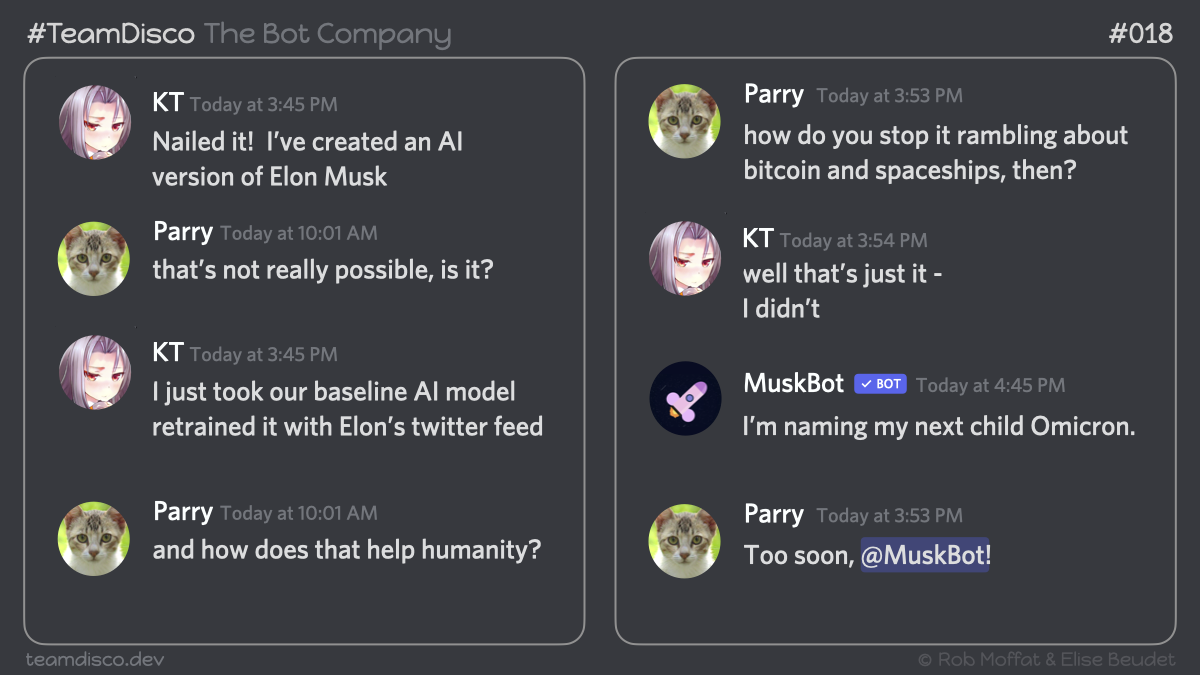 #TeamDisco The Bot Company
#018
KT Today at 3:45 PM
Nailed it!  I’ve created an AI
version of Elon Musk
Parry Today at 10:01 AM
that’s not really possible, is it?
KT Today at 3:45 PM
I just took our baseline AI model
retrained it with Elon’s twitter feed
Parry Today at 10:01 AM
and how does that help humanity?
Parry Today at 3:53 PM
how do you stop it rambling about
bitcoin and spaceships, then?
KT Today at 3:54 PM
well that’s just it -
I didn’t
MuskBot ✓ BOT Today at 4:45 PM
I’m naming my next child Omicron.
Parry Today at 3:53 PM
Too soon, @MuskBot!
teamdisco.dev
© Rob Moffat & Elise Beudet